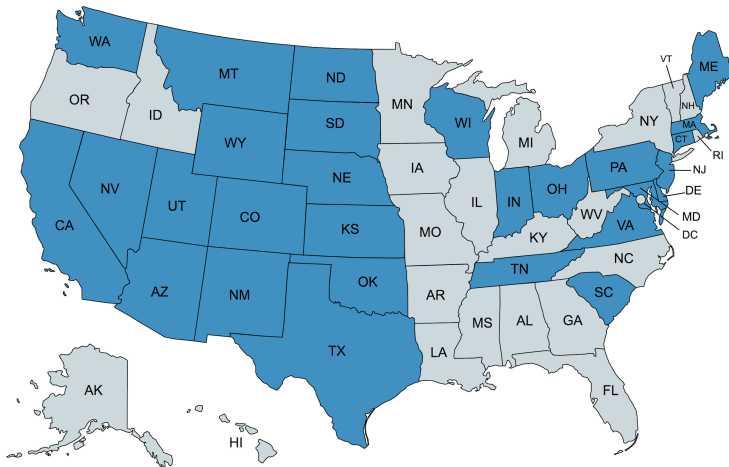 WA
MT
ND
MN
VT
ME
OR
ID
SD
WI
NH
MA
NY
WY
MI
CT
RI
NE
IA
PA
NJ
NV
UT
CO
IL
IN
OH
DE
CA
KS
MO
WV
VA
MD
KY
DC
AZ
NM
OK
TN
NC
AR
SC
MS
AL
GA
TX
LA
AK
FL
HI